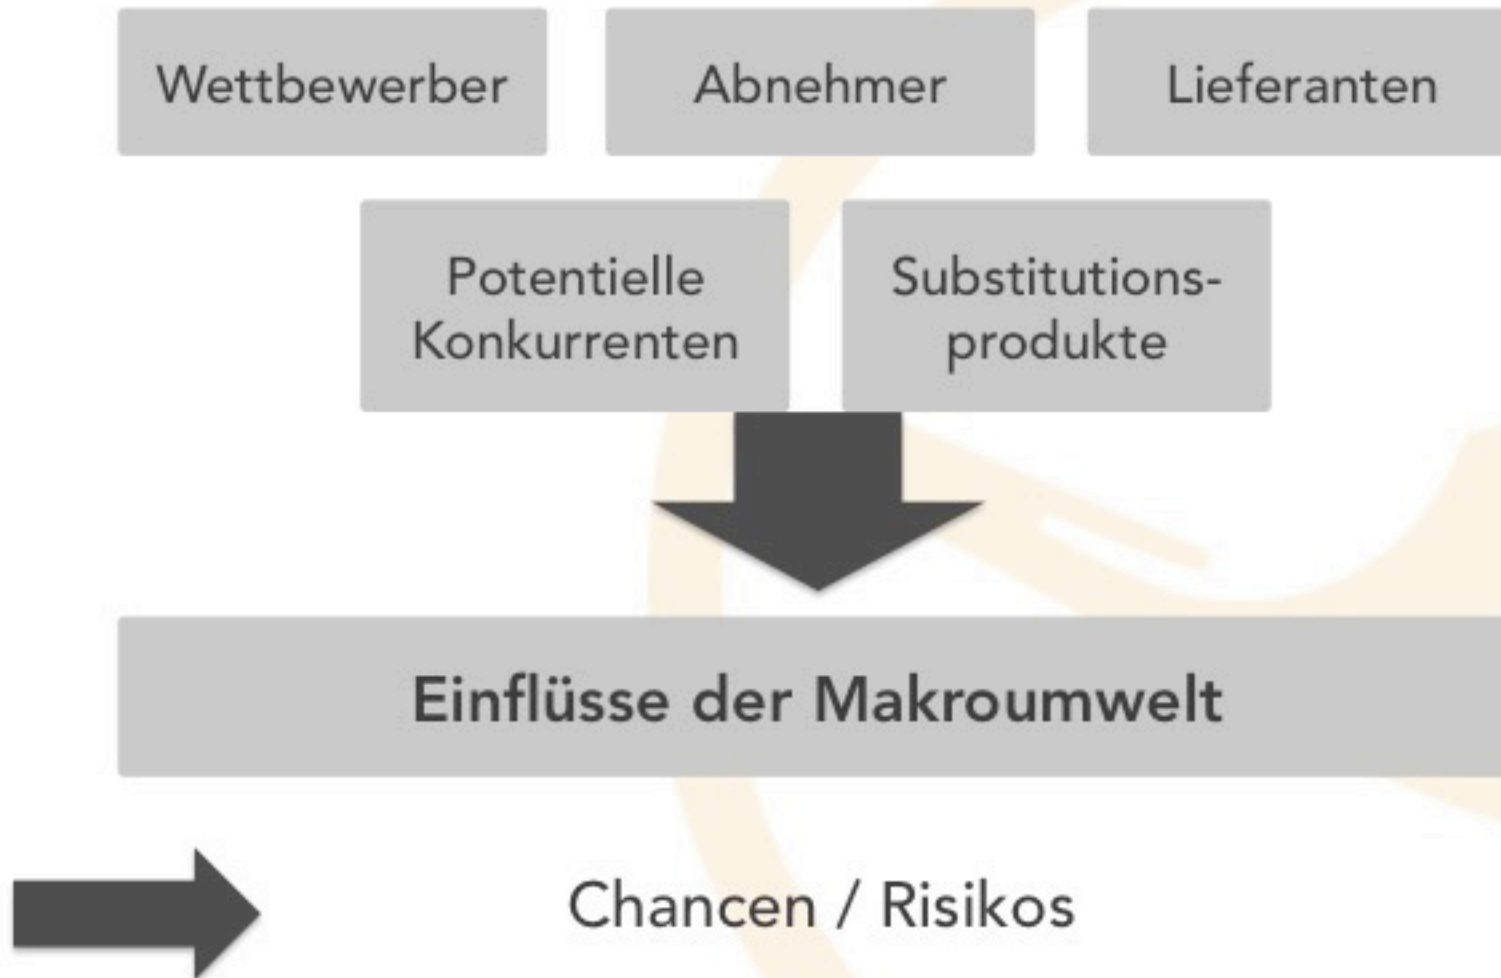 Wettbewerber
Abnehmer
Lieferanten
Potentielle
Konkurrenten
Substitutions-
produkte
Einflüsse der Makroumwelt
Chancen / Risikos